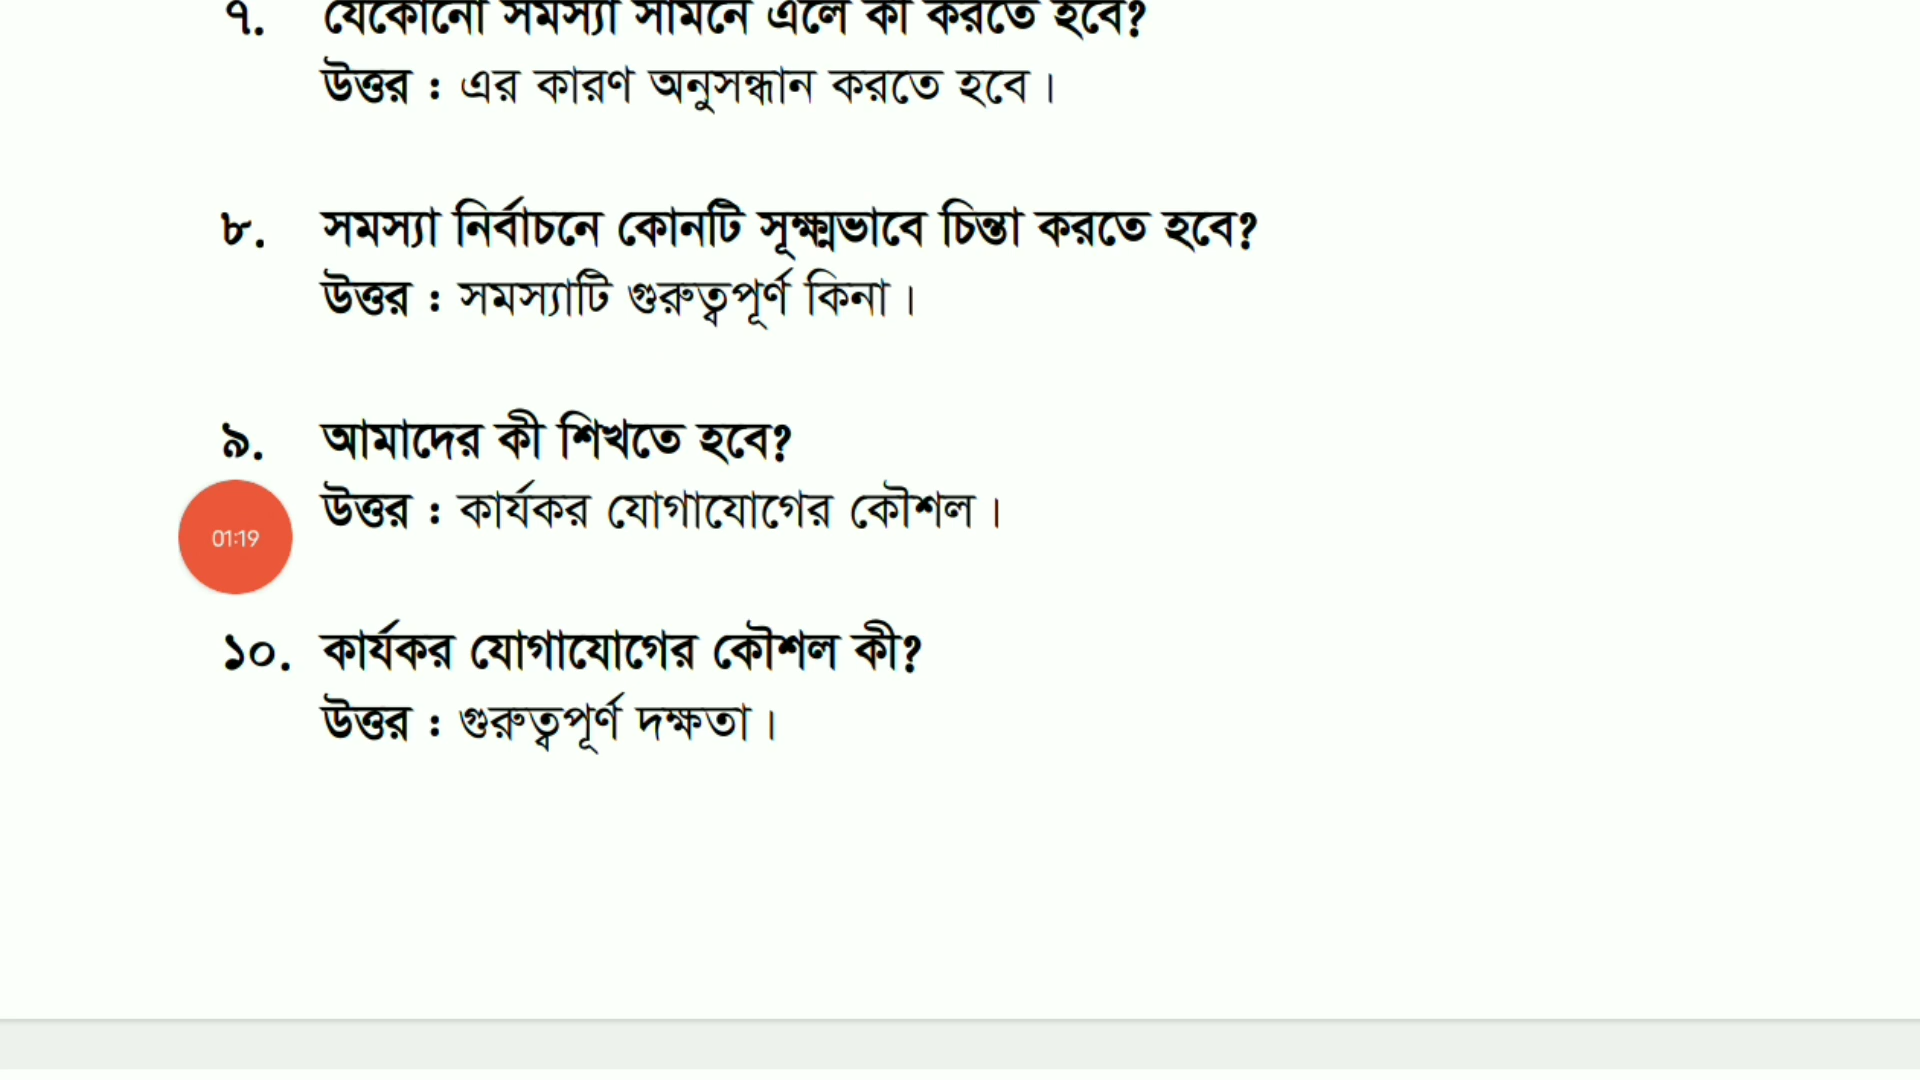 ৭. যেকোনো সমস্যা সামনে এলে কী করতে হবে?
উত্তর : এর কারণ অনুসন্ধান করতে হবে।
৮. সমস্যা নির্বাচনে কোনটি সূক্ষ্মভাবে চিন্তা করতে হবে?
উত্তর : সমস্যাটি গুরুত্বপূর্ণ কিনা।
৯. আমাদের কী শিখতে হবে?
উত্তর : কার্যকর যোগাযোগের কৌশল।
01:19
১০. কার্যকর যোগাযোগের কৌশল কী?
উত্তর : গুরুত্বপূর্ণ দক্ষতা।